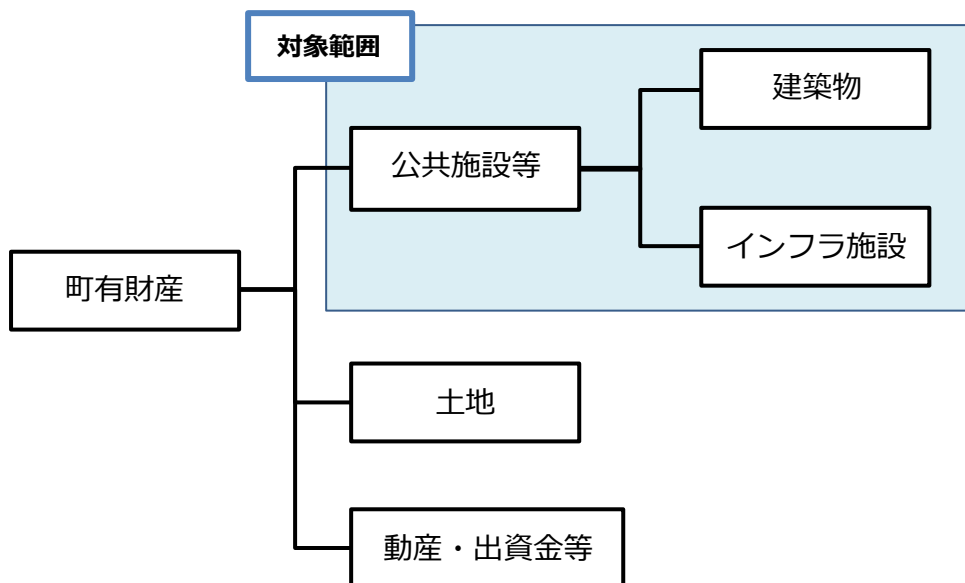 対象範囲
建築物
公共施設等
インフラ施設
町有財産
土地
動産・出資金等